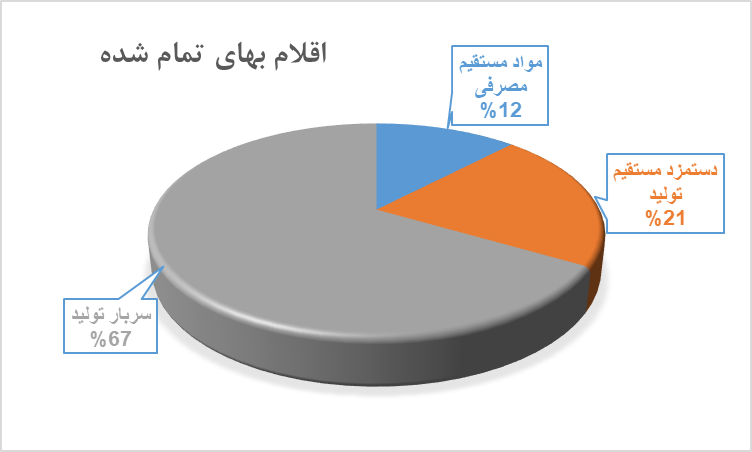 اقلام بهای تمام شده
مواد مستقیم
مصرفی
%12
دستمزد مستقیم
تولید
%21
سربار تولید
%67